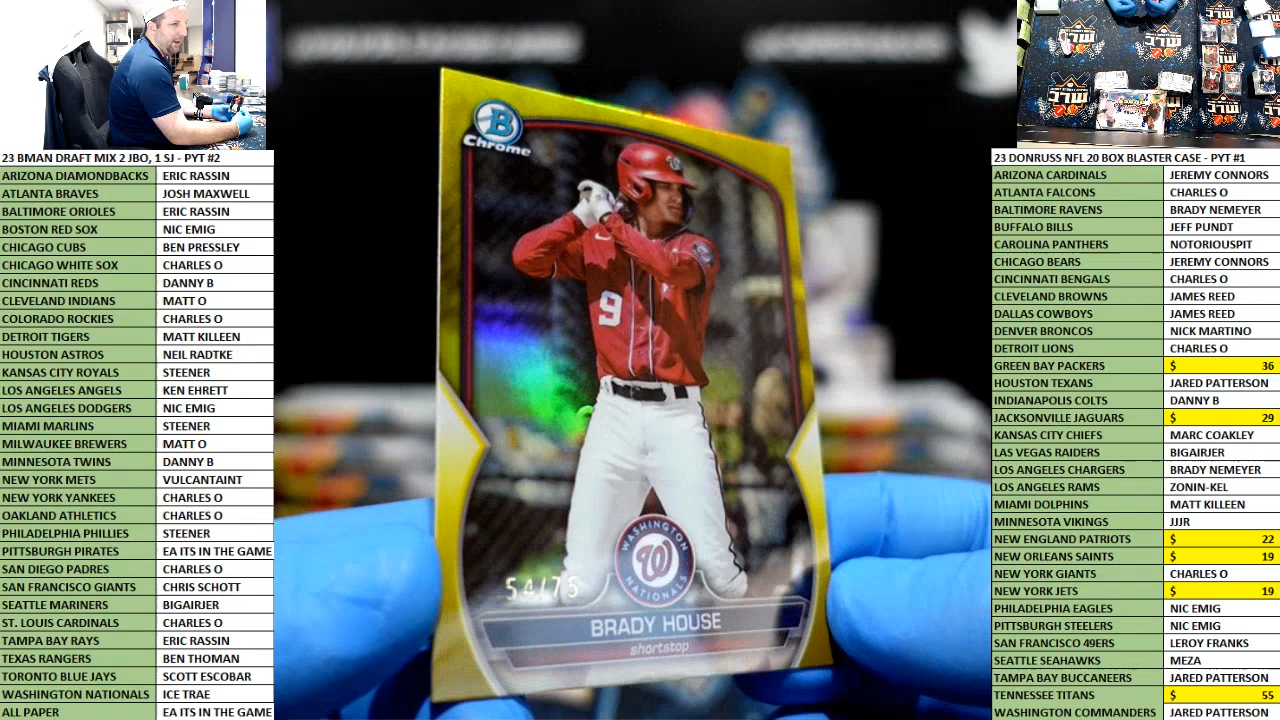 23 BMAN DRAFT MIX 2 JBO, 1 SJ - PYT #2
ARIZONA DIAMONDBACKS ERIC RASSIN
ATLANTA BRAVES JOSH MAXWELL
BALTIMORE ORIOLES ERIC RASSIN
BOSTON RED SOX NIC EMIG
CHICAGO CUBS BEN PRESSLEY
CHICAGO WHITE SOX CHARLES O
CINCINNATI REDS DANNY B
CLEVELAND INDIANS MATT O
COLORADO ROCKIES CHARLES O
DETROIT TIGERS MATT KILLEEN
HOUSTON ASTROS NEIL RADTKE
KANSAS CITY ROYALS STEENER
LOS ANGELES ANGELS KEN EHRETT
LOS ANGELES DODGERS NIC EMIG
MIAMI MARLINS STEENER
MILWAUKEE BREWERS MATT O
MINNESOTA TWINS DANNY B
NEW YORK METS VULCANTAINT
NEW YORK YANKEES CHARLES O
OAKLAND ATHLETICS CHARLES O
PHILADELPHIA PHILLIES STEENER
PITTSBURGH PIRATES EA ITS IN THE GAME
SAN DIEGO PADRES CHARLES O
SAN FRANCISCO GIANTS CHRIS SCHOTT
SEATTLE MARINERS BIGAIRJER
ST. LOUIS CARDINALS CHARLES O
TAMPA BAY RAYS ERIC RASSIN
TEXAS RANGERS BEN THOMAN
TORONTO BLUE JAYS SCOTT ESCOBAR
WASHINGTON NATIONALS ICE TRAE
ALL PAPER EA ITS IN THE GAME
B
Chrome
9
WASHINGTON
W
NATIONALS
54/75
BRADY HOUSE
shortstop
23 DONRUSS NFL 20 BOX BLASTER CASE - PYT #1
ARIZONA CARDINALS JEREMY CONNORS
ATLANTA FALCONS CHARLES O
BALTIMORE RAVENS BRADY NEMEYER
BUFFALO BILLS JEFF PUNDT
CAROLINA PANTHERS NOTORIOUSPIT
CHICAGO BEARS JEREMY CONNORS
CINCINNATI BENGALS CHARLES O
CLEVELAND BROWNS JAMES REED
DALLAS COWBOYS JAMES REED
DENVER BRONCOS NICK MARTINO
DETROIT LIONS CHARLES O
GREEN BAY PACKERS $ 36
HOUSTON TEXANS JARED PATTERSON
INDIANAPOLIS COLTS DANNY B
JACKSONVILLE JAGUARS $ 29
KANSAS CITY CHIEFS MARC COAKLEY
LAS VEGAS RAIDERS BIGAIRJER
LOS ANGELES CHARGERS BRADY NEMEYER
LOS ANGELES RAMS ZONIN-KEL
MIAMI DOLPHINS MATT KILLEEN
MINNESOTA VIKINGS JJJR
NEW ENGLAND PATRIOTS $ 22
NEW ORLEANS SAINTS $ 19
NEW YORK GIANTS CHARLES O
NEW YORK JETS $ 19
PHILADELPHIA EAGLES NIC EMIG
PITTSBURGH STEELERS NIC EMIG
SAN FRANCISCO 49ERS LEROY FRANKS
SEATTLE SEAHAWKS MEZA
TAMPA BAY BUCCANEERS JARED PATTERSON
TENNESSEE TITANS $ 55
WASHINGTON COMMANDERS JARED PATTERSON